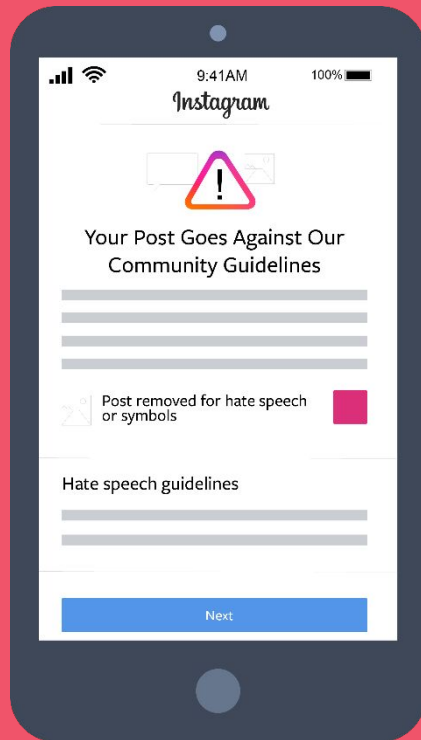 9:41AM
100%
Instagram
!
Your Post Goes Against Our
Community Guidelines
Post removed for hate speech
or symbols
Hate speech guidelines
Next